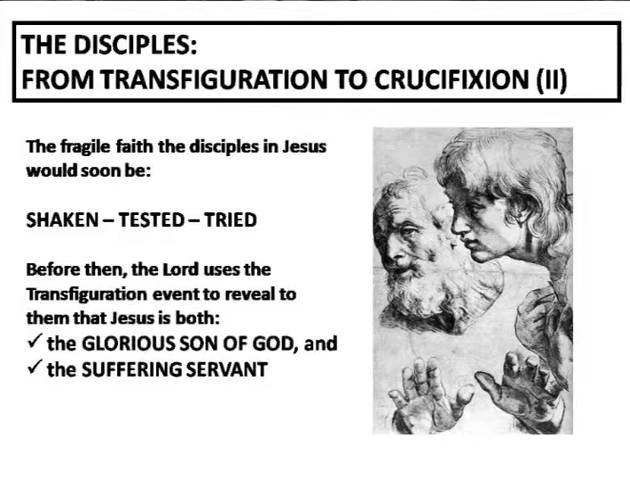 THE DISCIPLES:
FROM TRANSFIGURATION TO CRUCIFIXION (II)
The fragile faith the disciples in Jesus
would soon be:
SHAKEN – TESTED – TRIED
Before then, the Lord uses the
Transfiguration event to reveal to
them that Jesus is both:
✓ the GLORIOUS SON OF GOD, and
✓ the SUFFERING SERVANT